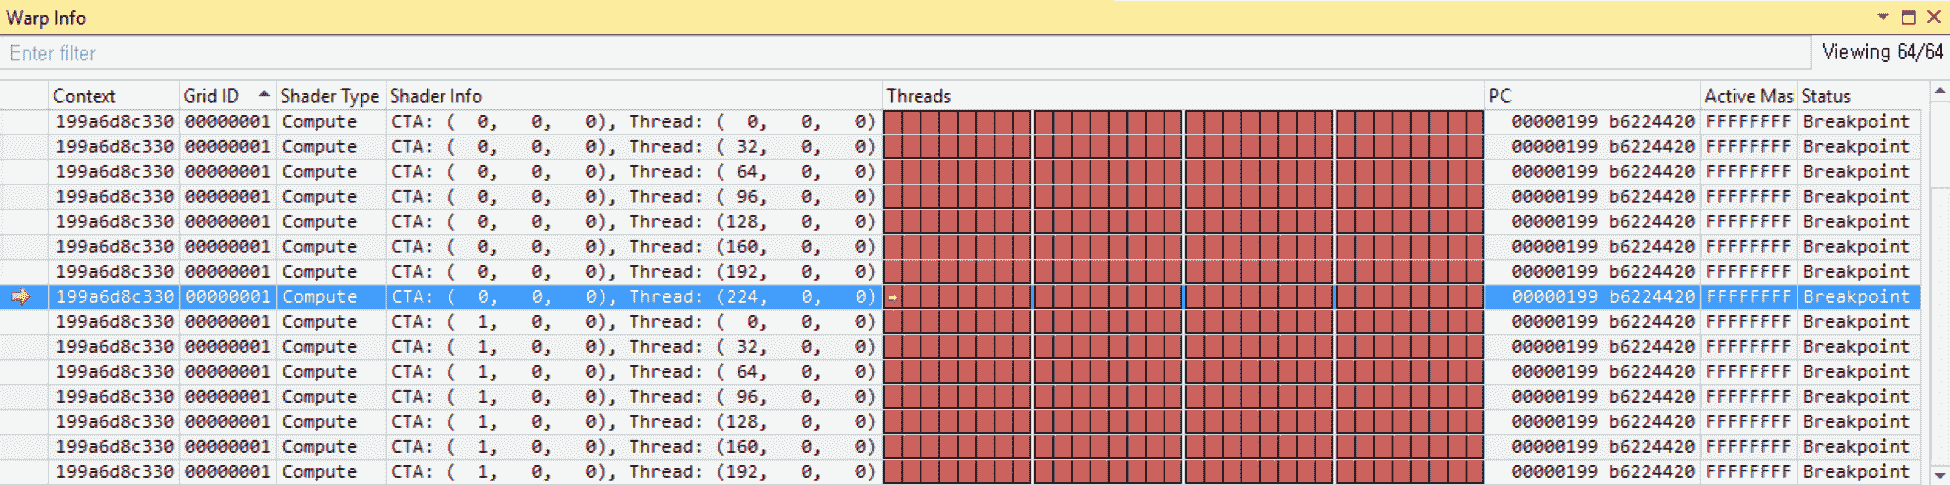 Warp Info
Enter filter Viewing 64/64
Context Grid ID Shader Type Shader Info Threads PC Active Mas Status
199a6d8c330 00000001 Compute CTA: ( 0, 0, 0), Thread: ( 0, 0, 0) 00000199 b6224420 FFFFFFFF Breakpoint
199a6d8c330 00000001 Compute CTA: ( 0, 0, 0), Thread: ( 32, 0, 0) 00000199 b6224420 FFFFFFFF Breakpoint
199a6d8c330 00000001 Compute CTA: ( 0, 0, 0), Thread: ( 64, 0, 0) 00000199 b6224420 FFFFFFFF Breakpoint
199a6d8c330 00000001 Compute CTA: ( 0, 0, 0), Thread: ( 96, 0, 0) 00000199 b6224420 FFFFFFFF Breakpoint
199a6d8c330 00000001 Compute CTA: ( 0, 0, 0), Thread: (128, 0, 0) 00000199 b6224420 FFFFFFFF Breakpoint
199a6d8c330 00000001 Compute CTA: ( 0, 0, 0), Thread: (160, 0, 0) 00000199 b6224420 FFFFFFFF Breakpoint
199a6d8c330 00000001 Compute CTA: ( 0, 0, 0), Thread: (192, 0, 0) 00000199 b6224420 FFFFFFFF Breakpoint
199a6d8c330 00000001 Compute CTA: ( 0, 0, 0), Thread: (224, 0, 0) 00000199 b6224420 FFFFFFFF Breakpoint
199a6d8c330 00000001 Compute CTA: ( 1, 0, 0), Thread: ( 0, 0, 0) 00000199 b6224420 FFFFFFFF Breakpoint
199a6d8c330 00000001 Compute CTA: ( 1, 0, 0), Thread: ( 32, 0, 0) 00000199 b6224420 FFFFFFFF Breakpoint
199a6d8c330 00000001 Compute CTA: ( 1, 0, 0), Thread: ( 64, 0, 0) 00000199 b6224420 FFFFFFFF Breakpoint
199a6d8c330 00000001 Compute CTA: ( 1, 0, 0), Thread: ( 96, 0, 0) 00000199 b6224420 FFFFFFFF Breakpoint
199a6d8c330 00000001 Compute CTA: ( 1, 0, 0), Thread: (128, 0, 0) 00000199 b6224420 FFFFFFFF Breakpoint
199a6d8c330 00000001 Compute CTA: ( 1, 0, 0), Thread: (160, 0, 0) 00000199 b6224420 FFFFFFFF Breakpoint
199a6d8c330 00000001 Compute CTA: ( 1, 0, 0), Thread: (192, 0, 0) 00000199 b6224420 FFFFFFFF Breakpoint